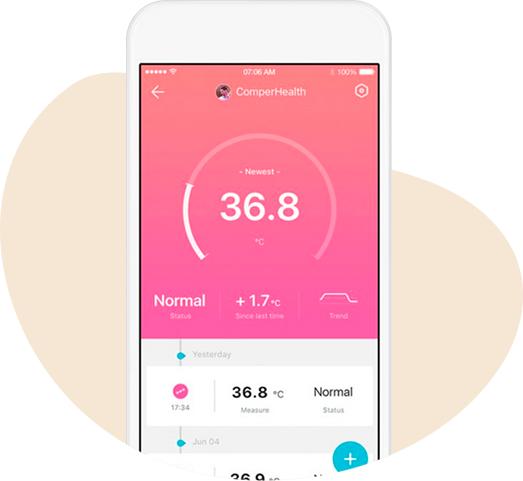 07:06 AM 100%
ComperHealth
- Newest -
36.8
°C
Normal + 1.7 °C
Status Since last time Trend
Yesterday
36.8 °C Normal
17:34 Measure Status
Jun 04
+
36.9 °C